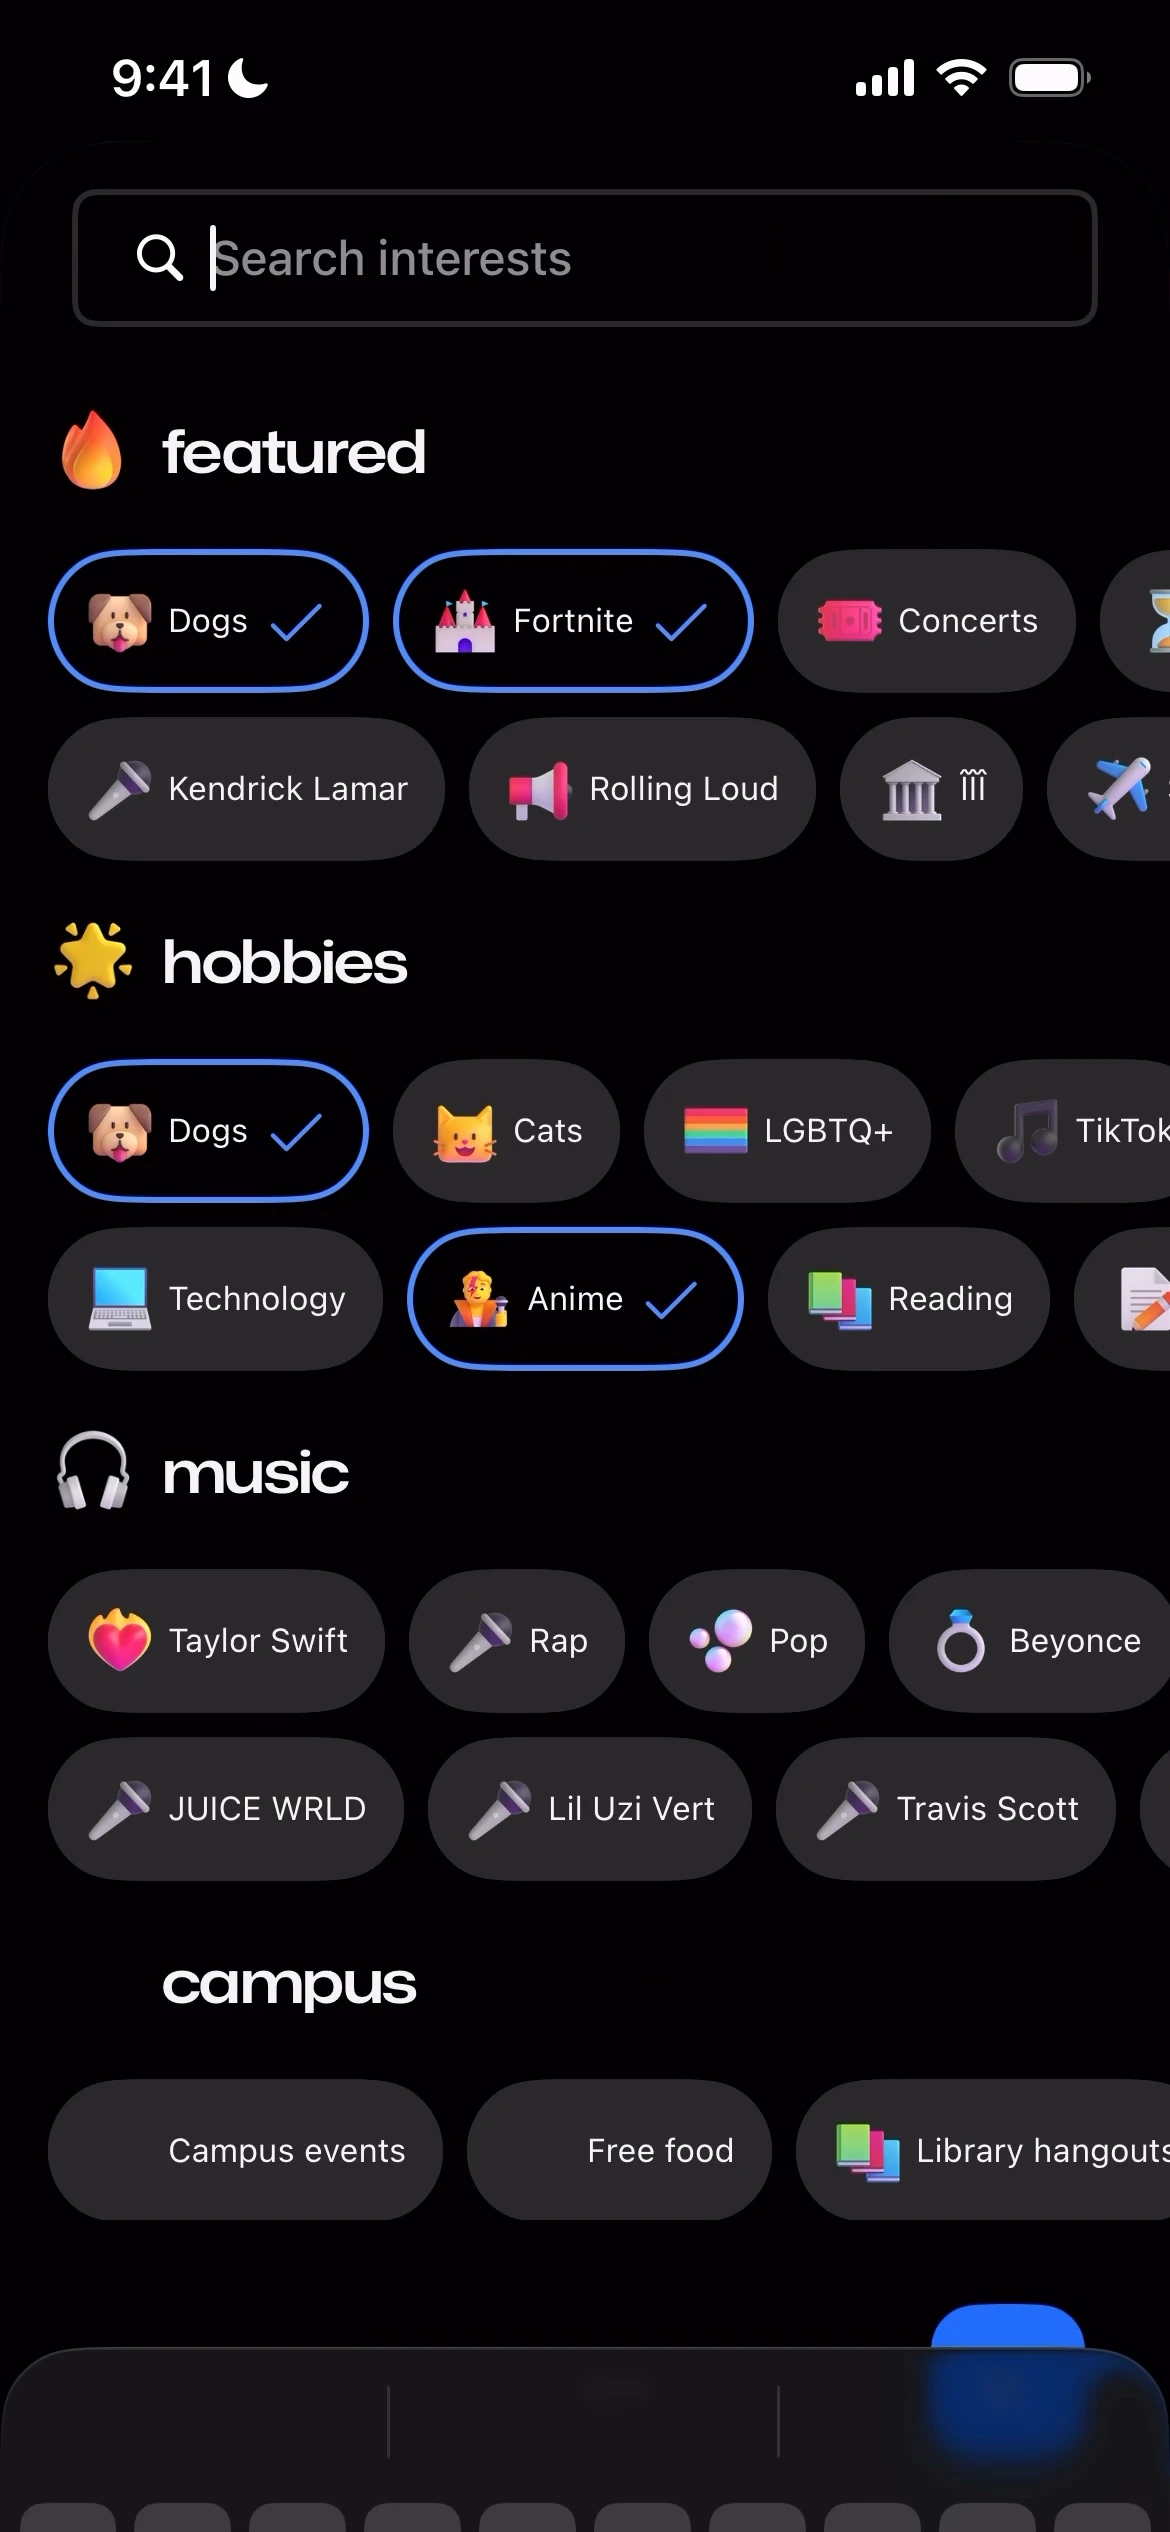 9:41
Search interests
featured
Dogs Fortnite Concerts
Kendrick Lamar Rolling Loud
hobbies
Dogs Cats LGBTQ+ TikTok
Technology Anime Reading
music
Taylor Swift Rap Pop Beyonce
JUICE WRLD Lil Uzi Vert Travis Scott
campus
Campus events Free food Library hangouts